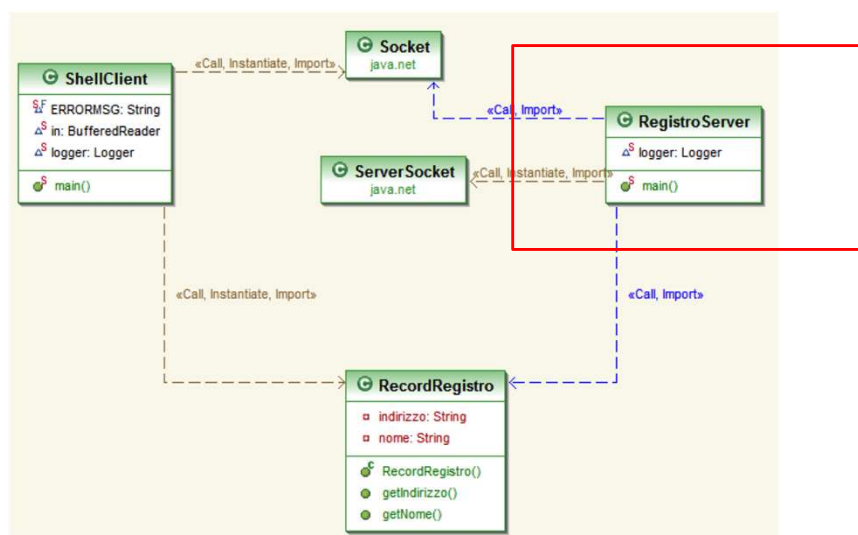 Socket
java.net
«Call, Instantiate, Import»
ShellClient
ERRORMSG: String
in: BufferedReader
logger: Logger
main()
«Call, Import»
RegistroServer
logger: Logger
main()
ServerSocket
java.net
«Call, Instantiate, Import»
«Call, Instantiate, Import»
«Call, Import»
RecordRegistro
indirizzo: String
nome: String
RecordRegistro()
getIndirizzo()
getNome()